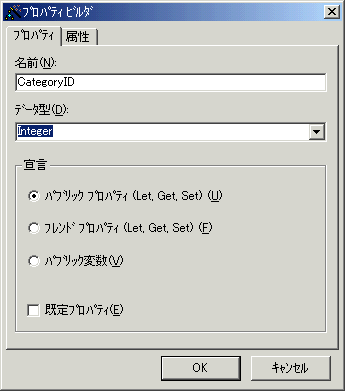 ﾌﾟﾛﾊﾟﾃｨ ﾋﾞﾙﾀﾞ
ﾌﾟﾛﾊﾟﾃｨ 属性
名前(N):
CategoryID
ﾃﾞｰﾀ型(D):
Integer
宣言
ﾊﾟﾌﾞﾘｯｸ ﾌﾟﾛﾊﾟﾃｨ (Let, Get, Set) (U)
ﾌﾚﾝﾄﾞ ﾌﾟﾛﾊﾟﾃｨ (Let, Get, Set) (F)
ﾊﾟﾌﾞﾘｯｸ変数(V)
既定ﾌﾟﾛﾊﾟﾃｨ(E)
OK ｷｬﾝｾﾙ